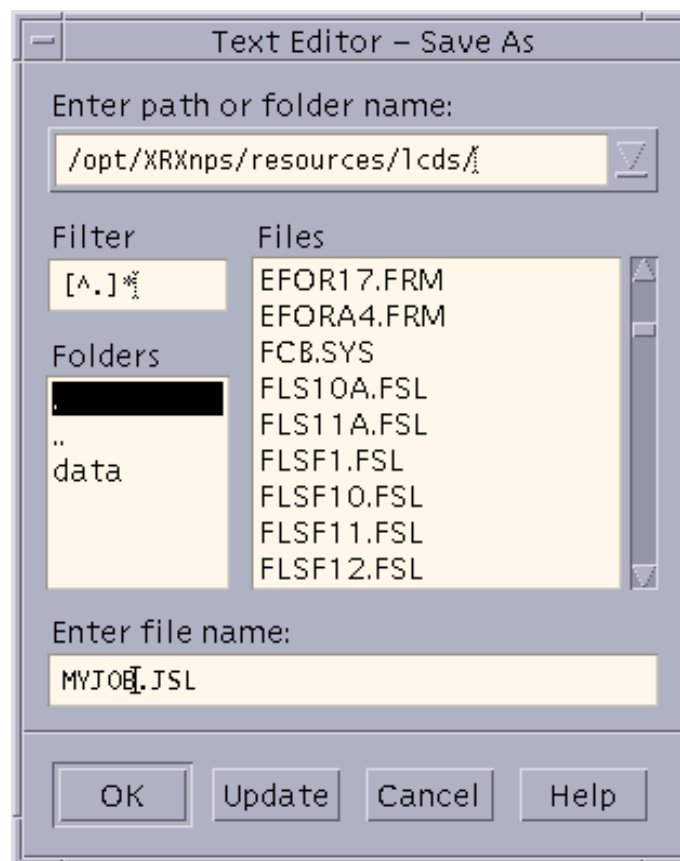 Text Editor – Save As
Enter path or folder name:
/opt/XRXnps/resources/lcds/
Filter
[^.]*
Files
EFOR17.FRM
EFORA4.FRM
FCB.SYS
FLS10A.FSL
FLS11A.FSL
FLSF1.FSL
FLSF10.FSL
FLSF11.FSL
FLSF12.FSL
Folders
.
..
data
Enter file name:
MYJOB.JSL
OK Update Cancel Help